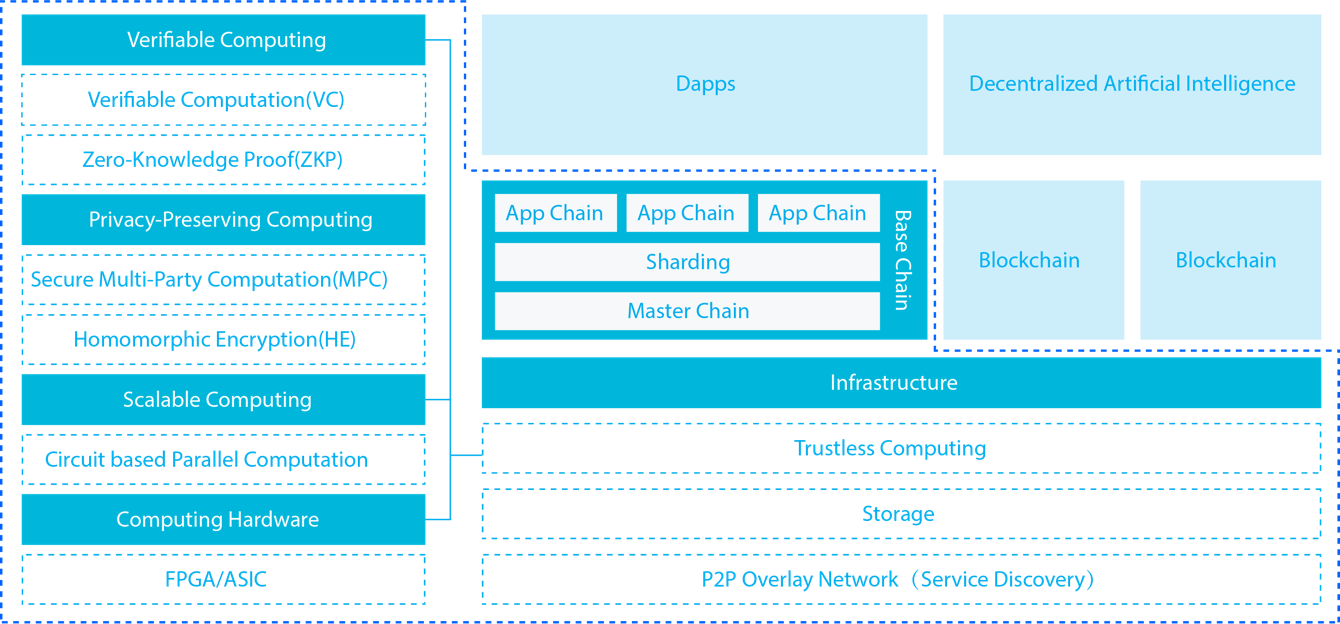 Verifiable Computing
Verifiable Computation(VC)
Zero-Knowledge Proof(ZKP)
Privacy-Preserving Computing
Secure Multi-Party Computation(MPC)
Homomorphic Encryption(HE)
Scalable Computing
Circuit based Parallel Computation
Computing Hardware
FPGA/ASIC
Dapps
Decentralized Artificial Intelligence
App Chain
App Chain
App Chain
Sharding
Master Chain
Base Chain
Blockchain
Blockchain
Infrastructure
Trustless Computing
Storage
P2P Overlay Network（Service Discovery）